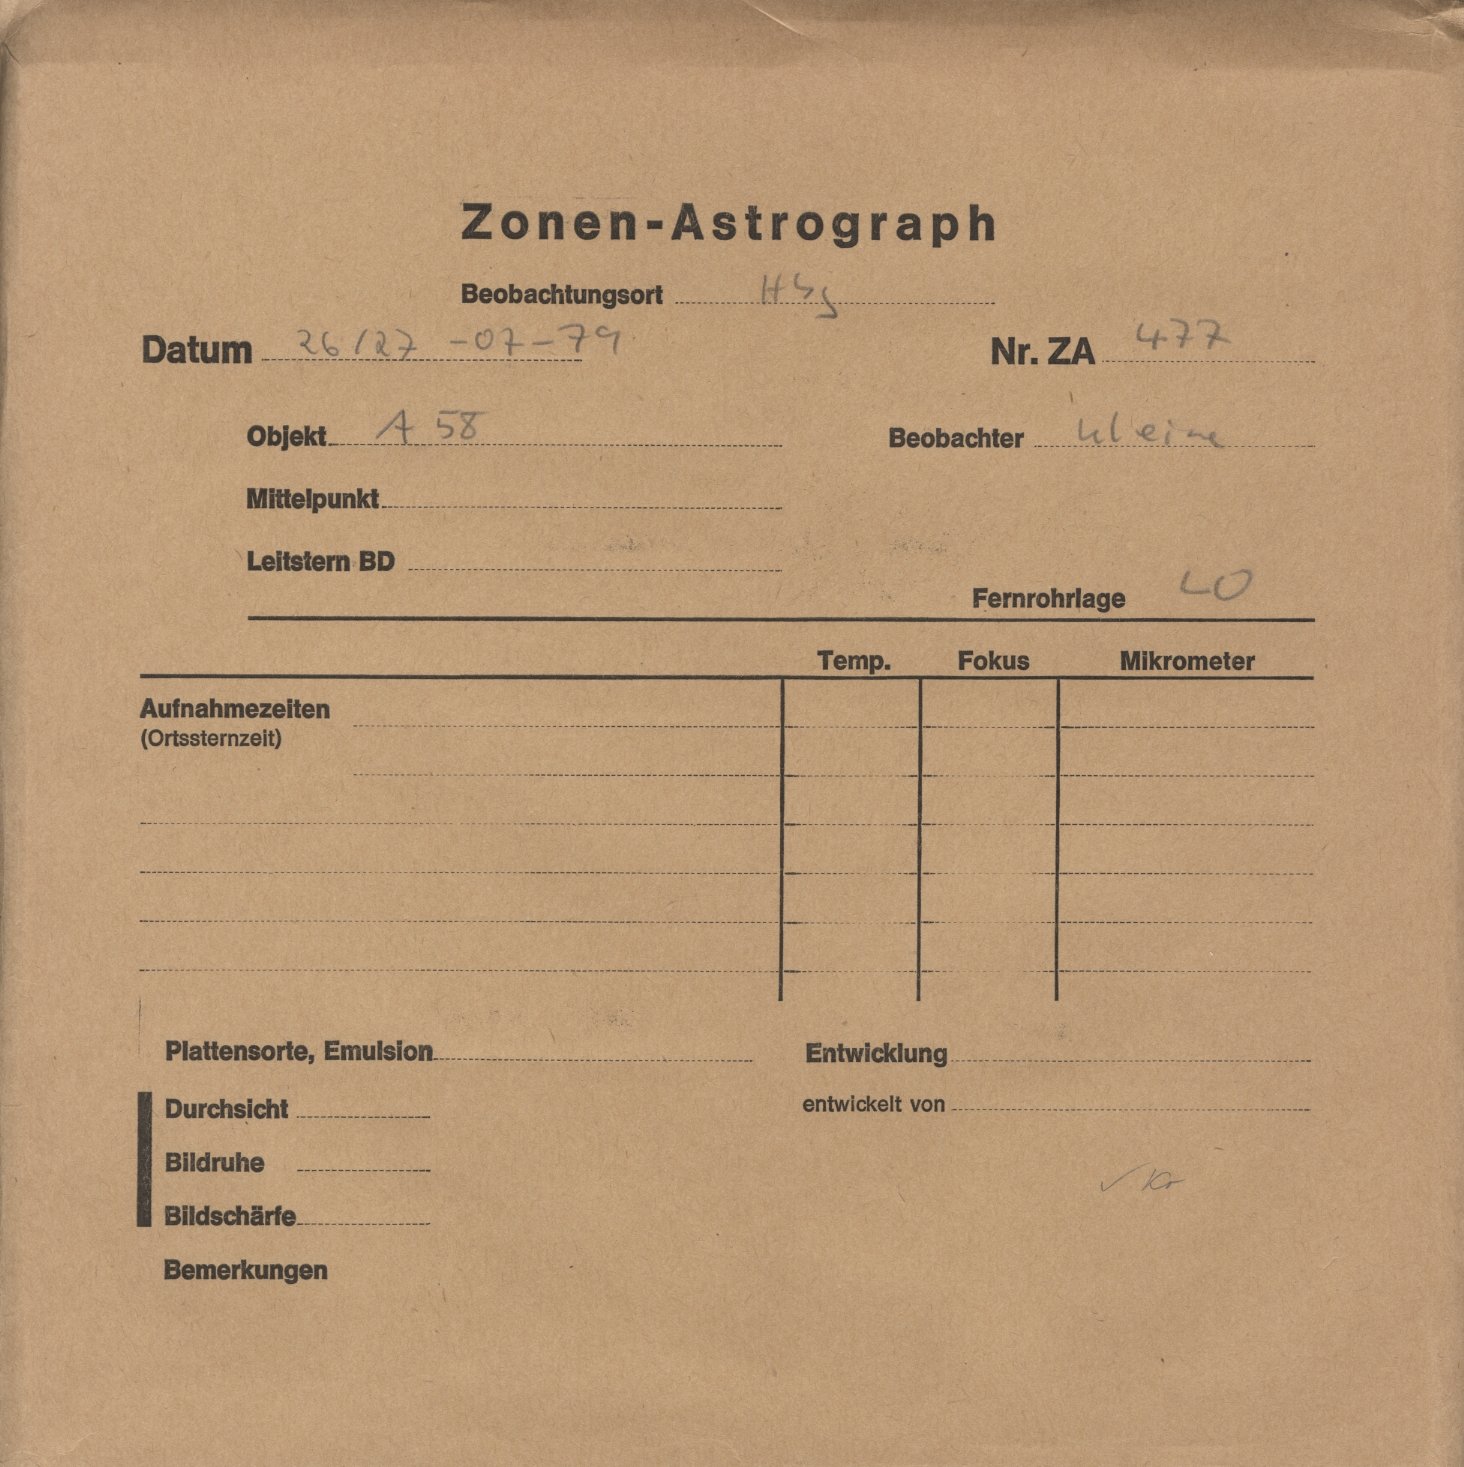 Zonen-Astrograph
Beobachtungsort Hbg
Datum 26/27 -07-79 Nr. ZA 477
Objekt A 58 Beobachter Kleine
Mittelpunkt
Leitstern BD
Fernrohrlage LO
Temp. Fokus Mikrometer
Aufnahmezeiten
(Ortssternzeit)
Plattensorte, Emulsion Entwicklung
Durchsicht entwickelt von
Bildruhe
✓ Kr
Bildschärfe
Bemerkungen